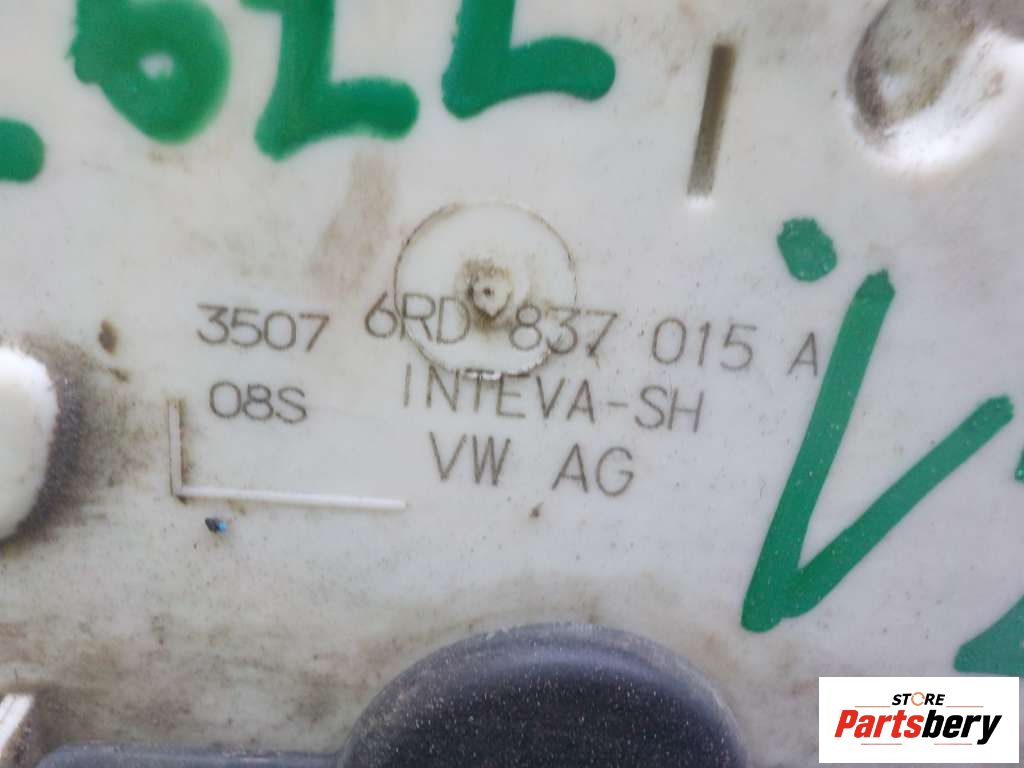 3507 6RD 837 015 A
08S INTEVA-SH
VW AG
STORE
Partsbery